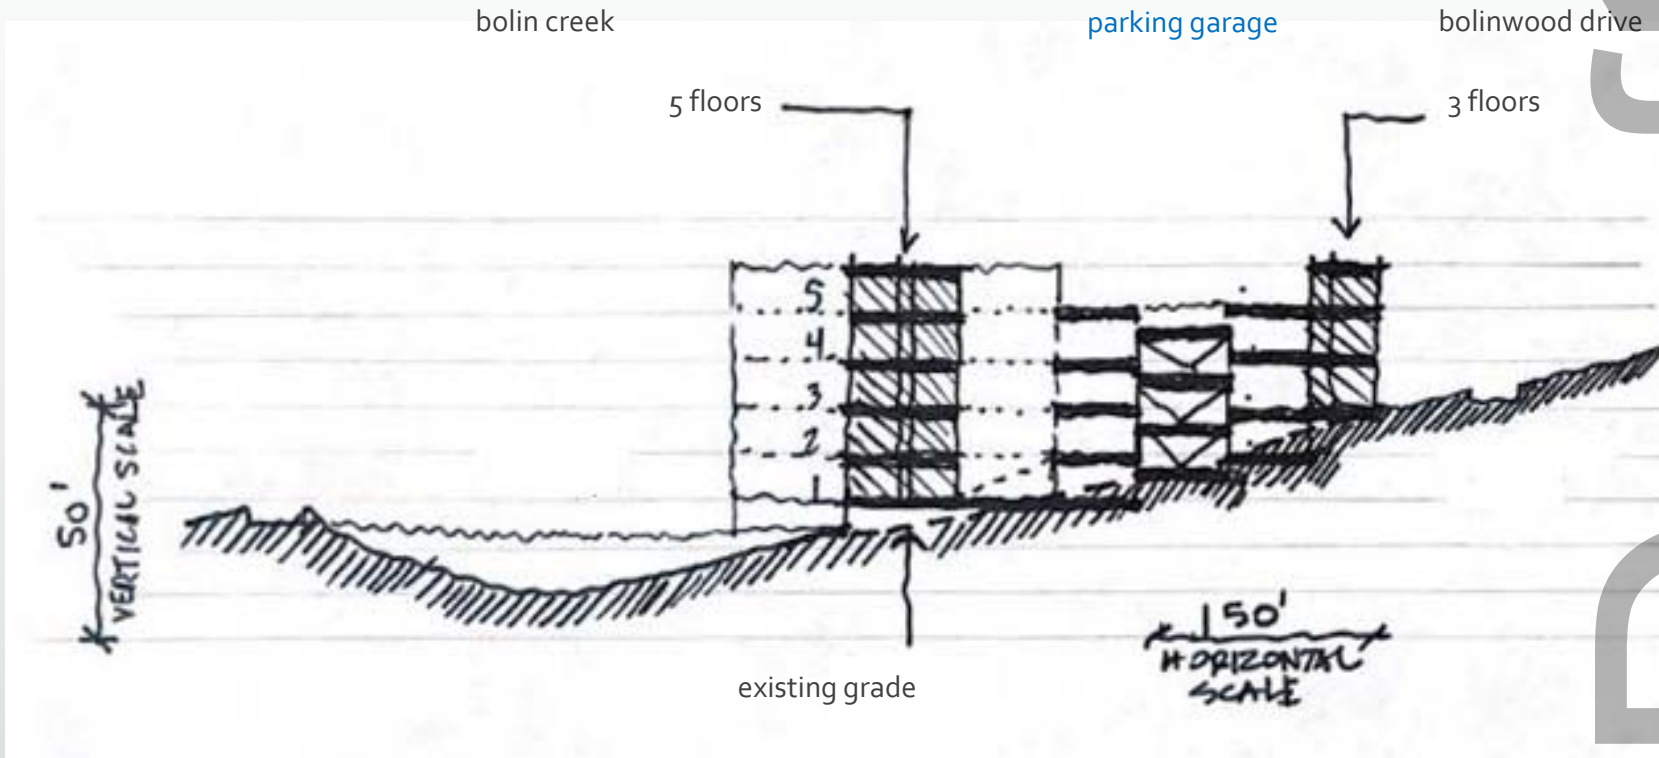 bolin creek
parking garage
bolinwood drive
5 floors
3 floors
5
4
3
2
1
50'
VERTICAL SCALE
150'
HORIZONTAL
SCALE
existing grade